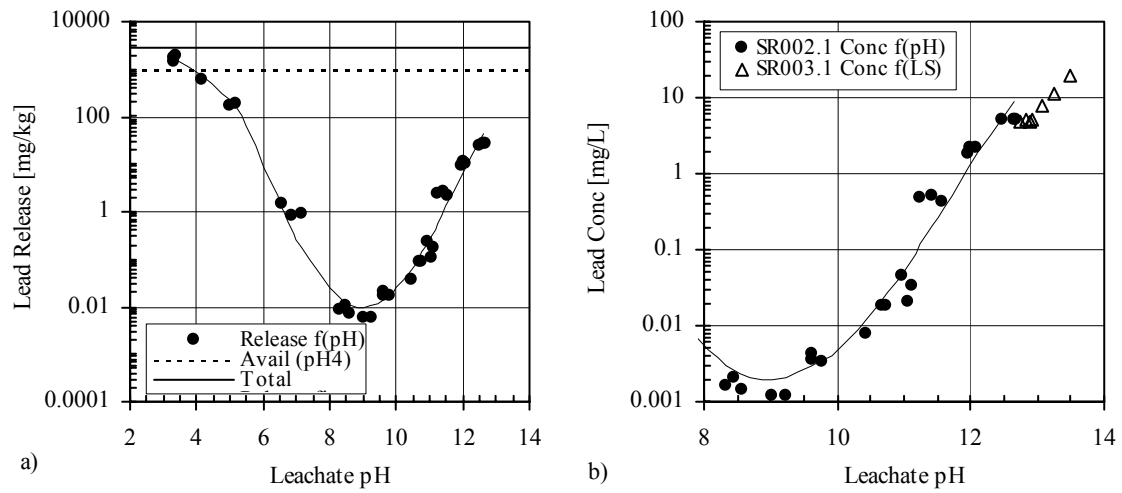 10000
100
1
0.01
0.0001
Lead Release [mg/kg]
Release f(pH)
Avail (pH4)
Total
2 4 6 8 10 12 14
Leachate pH
a)
100
10
1
0.1
0.01
0.001
Lead Conc [mg/L]
SR002.1 Conc f(pH)
SR003.1 Conc f(LS)
8 10 12 14
Leachate pH
b)